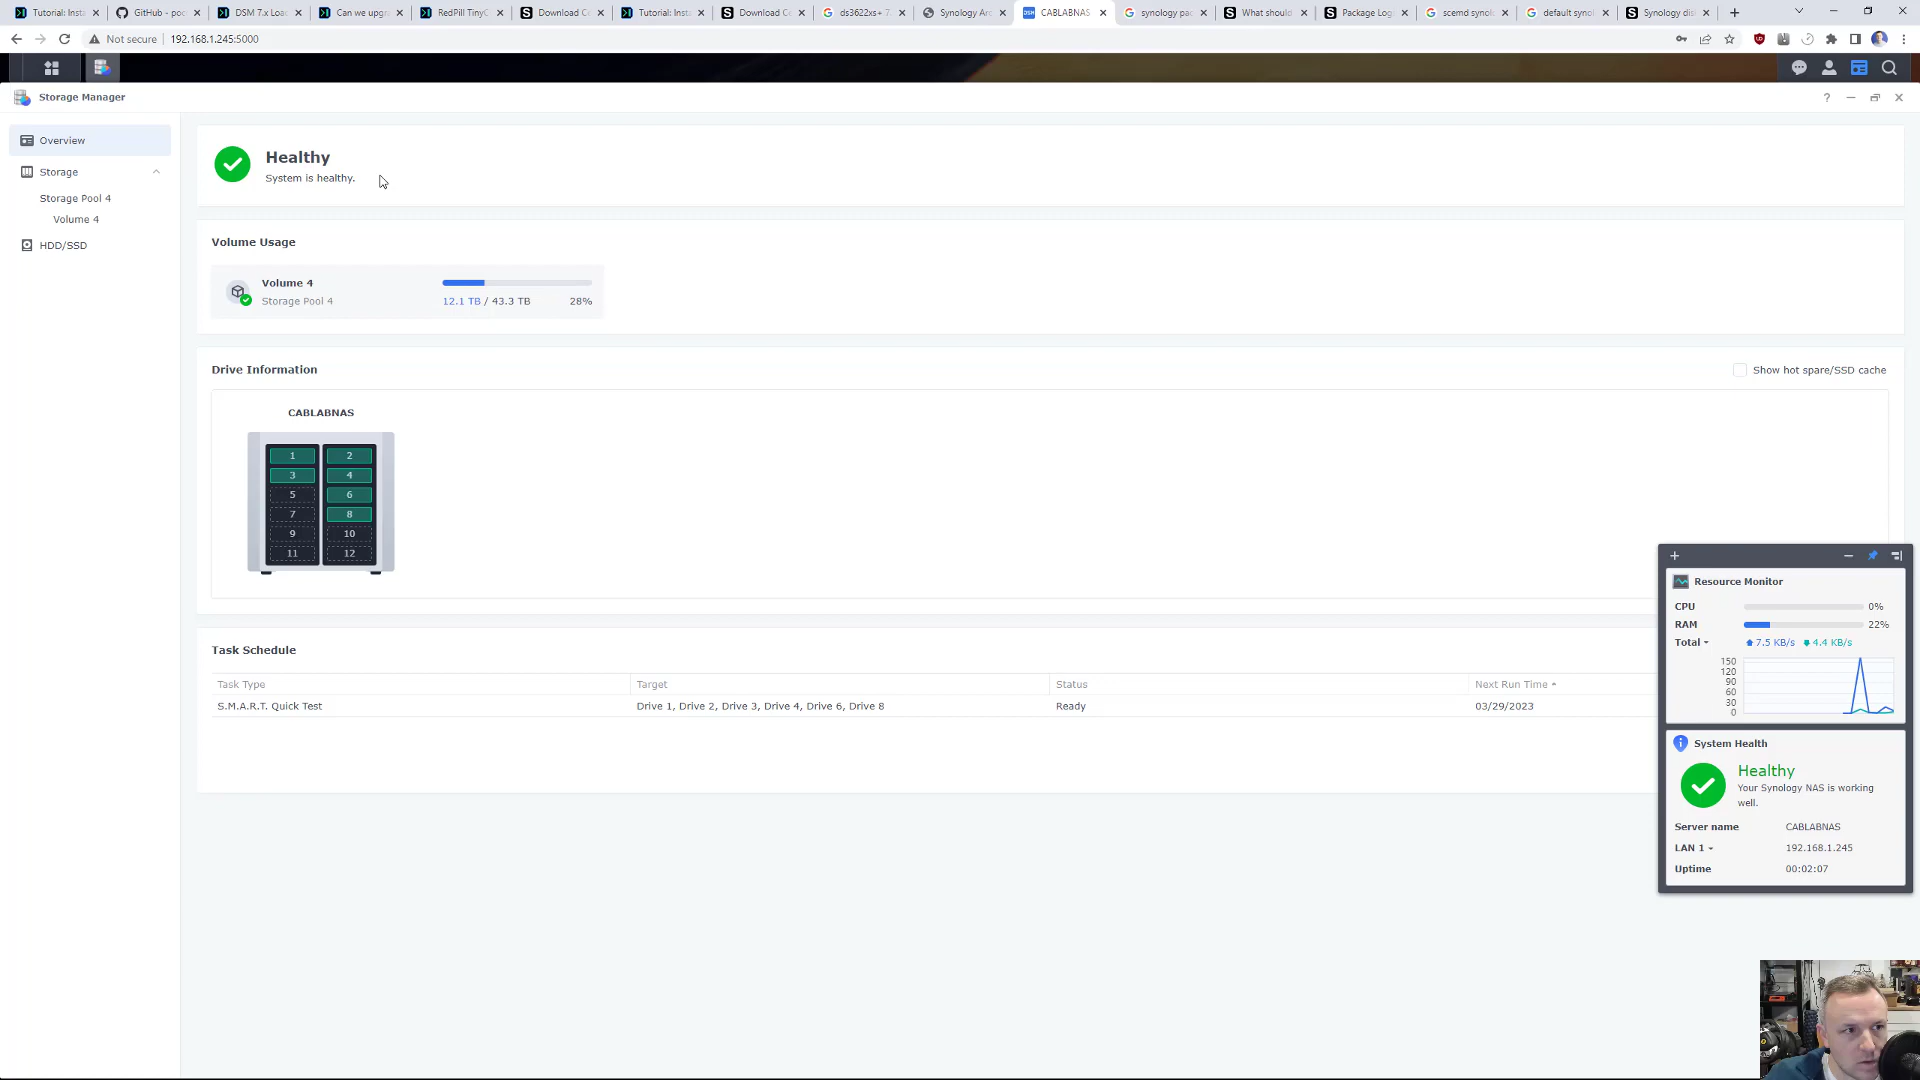 Tutorial: Insta
GitHub - poc
DSM 7.x Load
Can we upgr
RedPill TinyC
Download Ce
Tutorial: Insta
Download Ce
ds3622xs+ 7.
Synology Arc
CABLABNAS
synology pac
What should
Package Log
scemd synol
default synol
Synology dis
Not secure
192.168.1.245:5000
Storage Manager
?
Overview
Storage
Storage Pool 4
Volume 4
HDD/SSD
Healthy
System is healthy.
Volume Usage
Volume 4
Storage Pool 4
12.1 TB / 43.3 TB
28%
Drive Information
Show hot spare/SSD cache
CABLABNAS
1 2
3 4
5 6
7 8
9 10
11 12
Task Schedule
Task Type Target Status Next Run Time
S.M.A.R.T. Quick Test Drive 1, Drive 2, Drive 3, Drive 4, Drive 6, Drive 8 Ready 03/29/2023
Resource Monitor
CPU 0%
RAM 22%
Total 7.5 KB/s 4.4 KB/s
150
120
90
60
30
0
System Health
Healthy
Your Synology NAS is working
well.
Server name CABLABNAS
LAN 1 192.168.1.245
Uptime 00:02:07